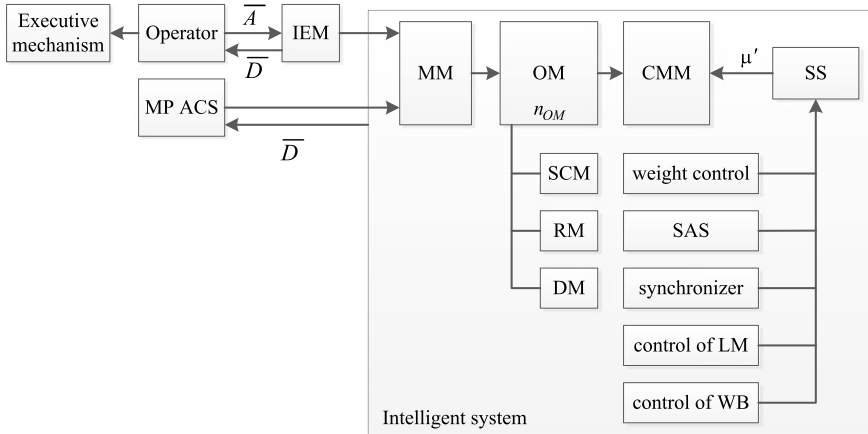 Executive
mechanism
Operator
A
D
IEM
MP ACS
D
MM
OM
n_OM
CMM
μ′
SS
SCM
RM
DM
weight control
SAS
synchronizer
control of LM
control of WB
Intelligent system